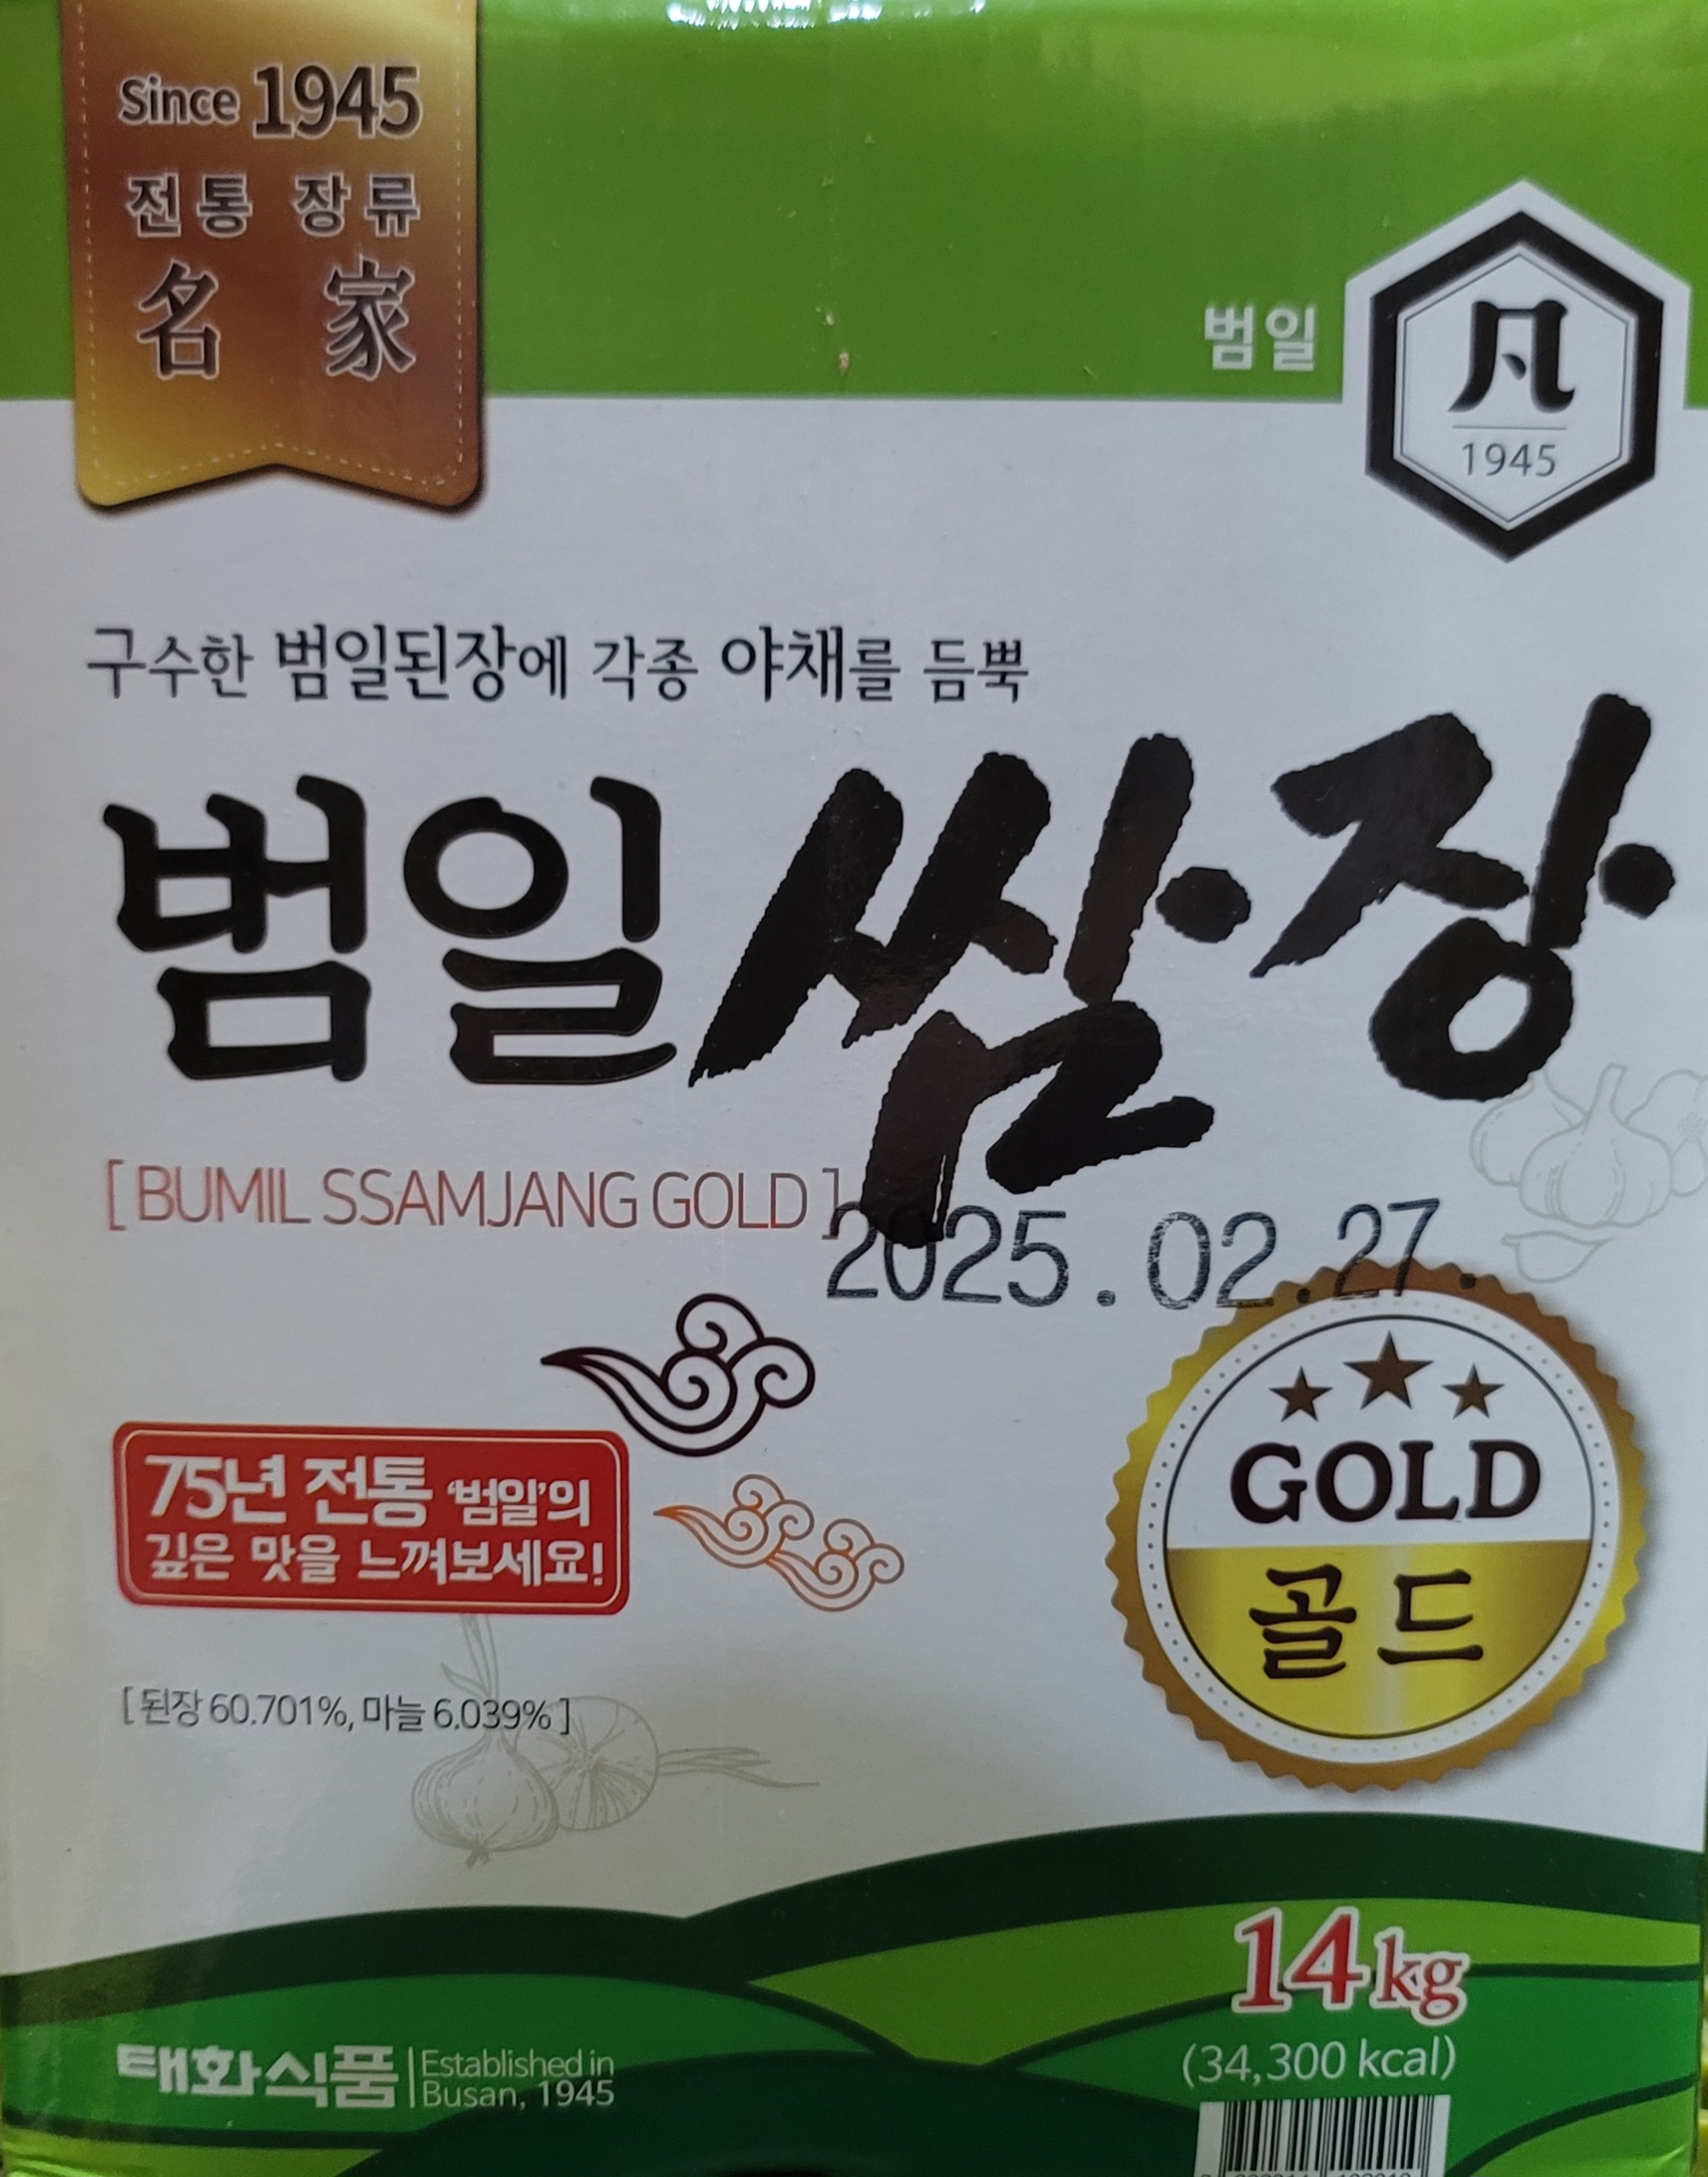 Since 1945
전통 장류
名 家
범일
凡
1945
구수한 범일된장에 각종 야채를 듬뿍
범일쌈장
[ BUMIL SSAMJANG GOLD ]
2025.02.27.
GOLD
골드
75년 전통 '범일'의
깊은 맛을 느껴보세요!
[ 된장 60.701%, 마늘 6.039% ]
14 kg
(34,300 kcal)
태화식품
Established in
Busan, 1945